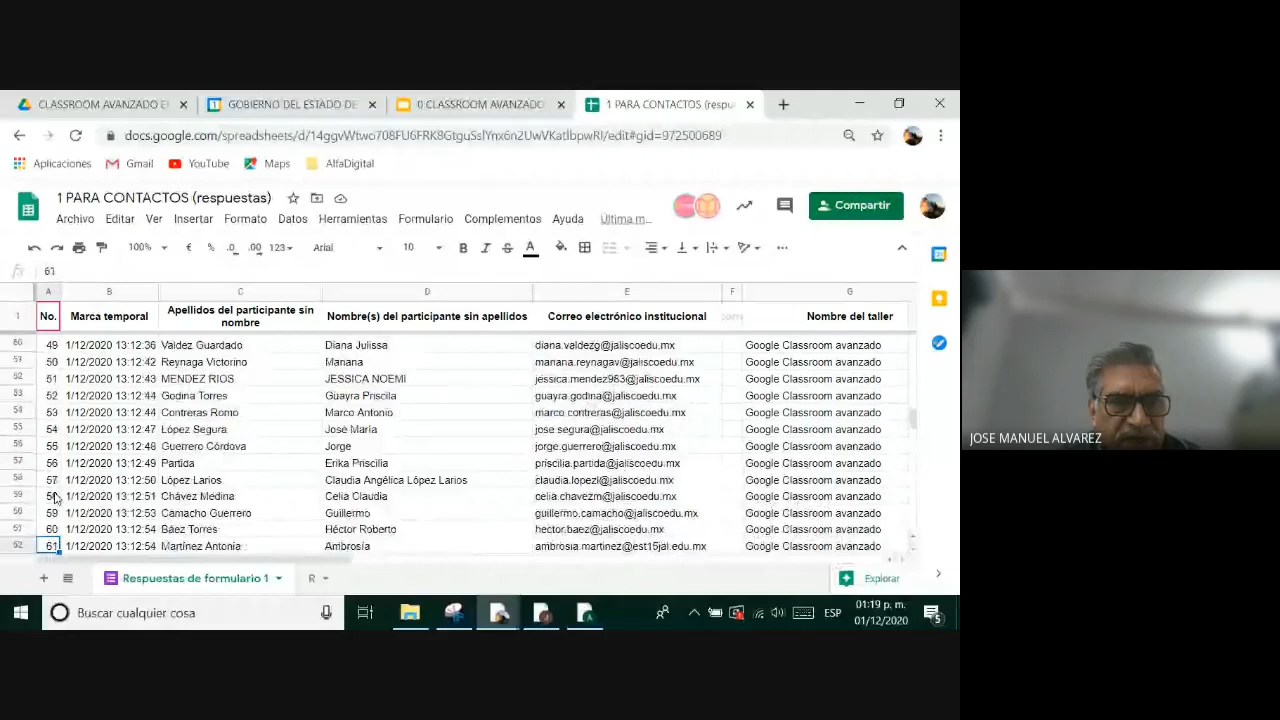 CLASSROOM AVANZADO E
GOBIERNO DEL ESTADO DE
0 CLASSROOM AVANZADO
1 PARA CONTACTOS (respu
Aplicaciones Gmail YouTube Maps AlfaDigital
1 PARA CONTACTOS (respuestas)
Compartir
Archivo Editar Ver Insertar Formato Datos Herramientas Formulario Complementos Ayuda Última m...
100% € % .0 .00 123 Arial 10 B I S A
fx 61
A B C D E F G
1 No. Marca temporal Apellidos del participante sin nombre Nombre(s) del participante sin apellidos Correo electrónico institucional Nombre del taller
49 1/12/2020 13:12:36 Valdez Guardado Diana Julissa diana.valdezg@jaliscoedu.mx Google Classroom avanzado
50 1/12/2020 13:12:42 Reynaga Victorino Mariana mariana.reynagav@jaliscoedu.mx Google Classroom avanzado
51 1/12/2020 13:12:43 MENDEZ RIOS JESSICA NOEMI jessica.mendez983@jaliscoedu.mx Google Classroom avanzado
52 1/12/2020 13:12:44 Godina Torres Guayra Priscila guayra.godina@jaliscoedu.mx Google Classroom avanzado
53 1/12/2020 13:12:44 Contreras Romo Marco Antonio marco.contreras@jaliscoedu.mx Google Classroom avanzado
54 1/12/2020 13:12:47 López Segura José María jose.segura@jaliscoedu.mx Google Classroom avanzado
55 1/12/2020 13:12:48 Guerrero Córdova Jorge jorge.guerrero@jaliscoedu.mx Google Classroom avanzado
56 1/12/2020 13:12:49 Partida Erika Priscilia priscilia.partida@jaliscoedu.mx Google Classroom avanzado
57 1/12/2020 13:12:50 López Larios Claudia Angélica López Larios claudia.lopezl@jaliscoedu.mx Google Classroom avanzado
1/12/2020 13:12:51 Chávez Medina Celia Claudia celia.chavezm@jaliscoedu.mx Google Classroom avanzado
59 1/12/2020 13:12:53 Camacho Guerrero Guillermo guillermo.camacho@jaliscoedu.mx Google Classroom avanzado
60 1/12/2020 13:12:54 Báez Torres Héctor Roberto hector.baez@jaliscoedu.mx Google Classroom avanzado
61 1/12/2020 13:12:54 Martínez Antonia Ambrosía ambrosia.martinez@est15jal.edu.mx Google Classroom avanzado
Respuestas de formulario 1 R Explorar
Buscar cualquier cosa
ESP
01:19 p. m.
01/12/2020
5
JOSE MANUEL ALVAREZ